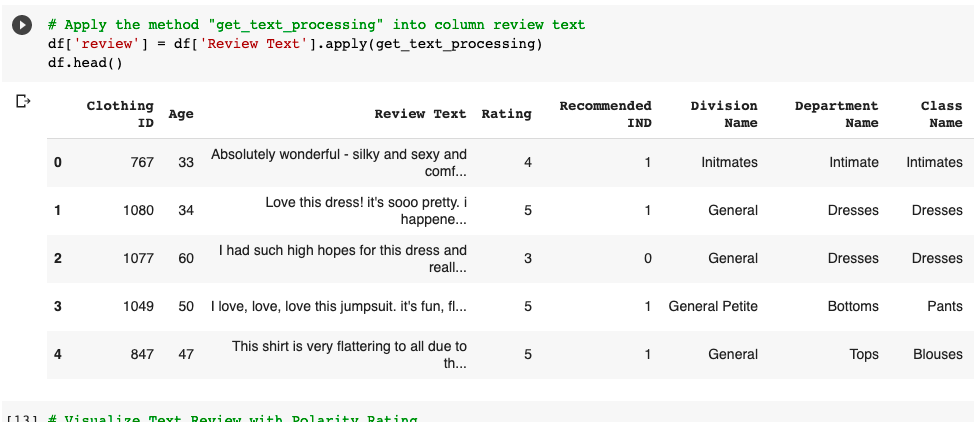 # Apply the method "get_text_processing" into column review text
df['review'] = df['Review Text'].apply(get_text_processing)
df.head()
Clothing ID Age Review Text Rating Recommended IND Division Name Department Name Class Name
0 767 33 Absolutely wonderful - silky and sexy and comf... 4 1 Initmates Intimate Intimates
1 1080 34 Love this dress! it's sooo pretty. i happene... 5 1 General Dresses Dresses
2 1077 60 I had such high hopes for this dress and reall... 3 0 General Dresses Dresses
3 1049 50 I love, love, love this jumpsuit. it's fun, fl... 5 1 General Petite Bottoms Pants
4 847 47 This shirt is very flattering to all due to th... 5 1 General Tops Blouses
[13] # Visualize Text Review with Polarity Rating